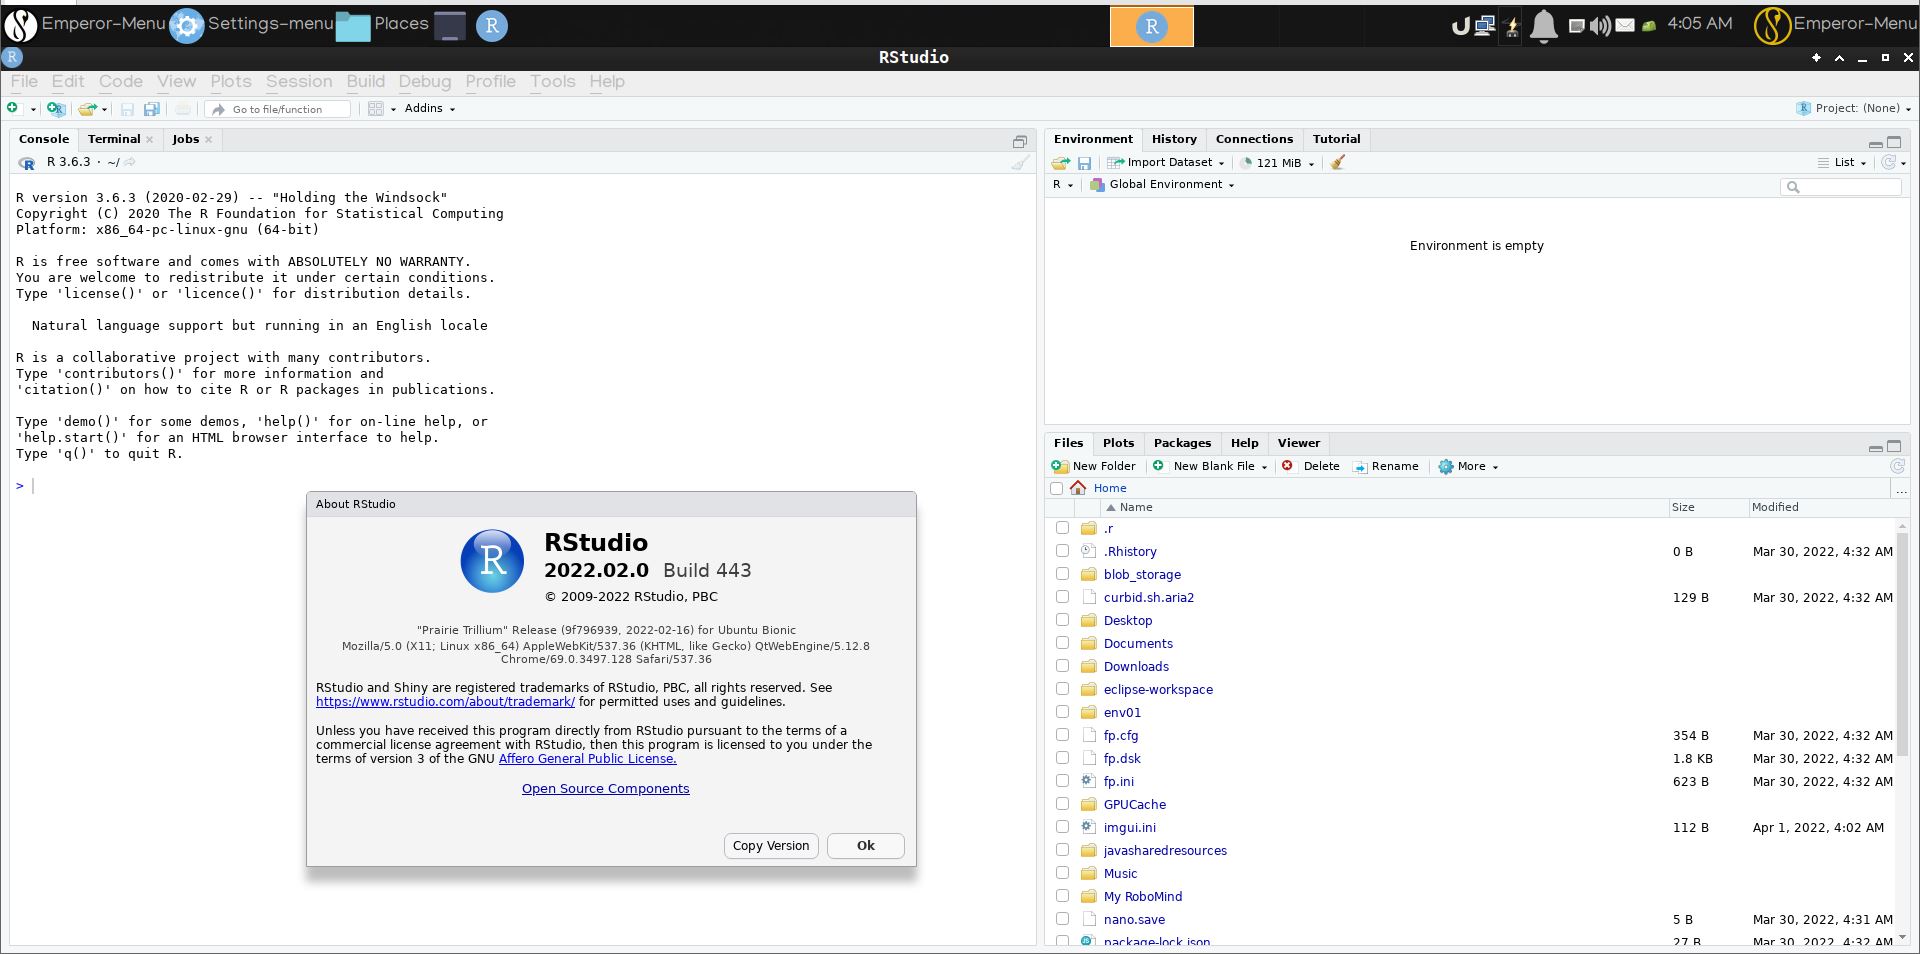 Emperor-Menu Settings-menu Places R R 4:05 AM Emperor-Menu
R RStudio
File Edit Code View Plots Session Build Debug Profile Tools Help
Go to file/function Addins Project: (None)
Console Terminal Jobs
R 3.6.3 · ~/
R version 3.6.3 (2020-02-29) -- "Holding the Windsock"
Copyright (C) 2020 The R Foundation for Statistical Computing
Platform: x86_64-pc-linux-gnu (64-bit)
R is free software and comes with ABSOLUTELY NO WARRANTY.
You are welcome to redistribute it under certain conditions.
Type 'license()' or 'licence()' for distribution details.
Natural language support but running in an English locale
R is a collaborative project with many contributors.
Type 'contributors()' for more information and
'citation()' on how to cite R or R packages in publications.
Type 'demo()' for some demos, 'help()' for on-line help, or
'help.start()' for an HTML browser interface to help.
Type 'q()' to quit R.
>
About RStudio
R
RStudio
2022.02.0 Build 443
© 2009-2022 RStudio, PBC
"Prairie Trillium" Release (9f796939, 2022-02-16) for Ubuntu Bionic
Mozilla/5.0 (X11; Linux x86_64) AppleWebKit/537.36 (KHTML, like Gecko) QtWebEngine/5.12.8
Chrome/69.0.3497.128 Safari/537.36
RStudio and Shiny are registered trademarks of RStudio, PBC, all rights reserved. See
https://www.rstudio.com/about/trademark/ for permitted uses and guidelines.
Unless you have received this program directly from RStudio pursuant to the terms of a
commercial license agreement with RStudio, then this program is licensed to you under the
terms of version 3 of the GNU Affero General Public License.
Open Source Components
Copy Version Ok
Environment History Connections Tutorial
Import Dataset 121 MiB List
R Global Environment
Environment is empty
Files Plots Packages Help Viewer
New Folder New Blank File Delete Rename More
Home ...
Name Size Modified
.r
.Rhistory 0 B Mar 30, 2022, 4:32 AM
blob_storage
curbid.sh.aria2 129 B Mar 30, 2022, 4:32 AM
Desktop
Documents
Downloads
eclipse-workspace
env01
fp.cfg 354 B Mar 30, 2022, 4:32 AM
fp.dsk 1.8 KB Mar 30, 2022, 4:32 AM
fp.ini 623 B Mar 30, 2022, 4:32 AM
GPUCache
imgui.ini 112 B Apr 1, 2022, 4:02 AM
javasharedresources
Music
My RoboMind
nano.save 5 B Mar 30, 2022, 4:31 AM
package-lock.json 27 B Mar 30, 2022, 4:32 AM